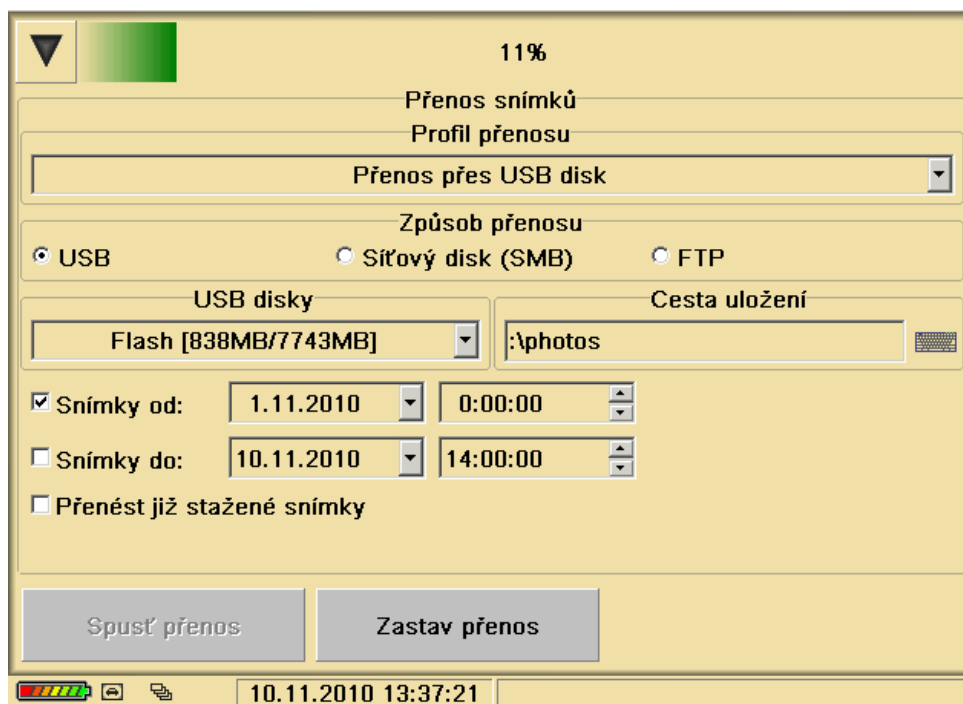 11%
Přenos snímků
Profil přenosu
Přenos přes USB disk
Způsob přenosu
USB Síťový disk (SMB) FTP
USB disky Cesta uložení
Flash [838MB/7743MB] :\photos
Snímky od: 1.11.2010 0:00:00
Snímky do: 10.11.2010 14:00:00
Přenést již stažené snímky
Spusť přenos Zastav přenos
10.11.2010 13:37:21